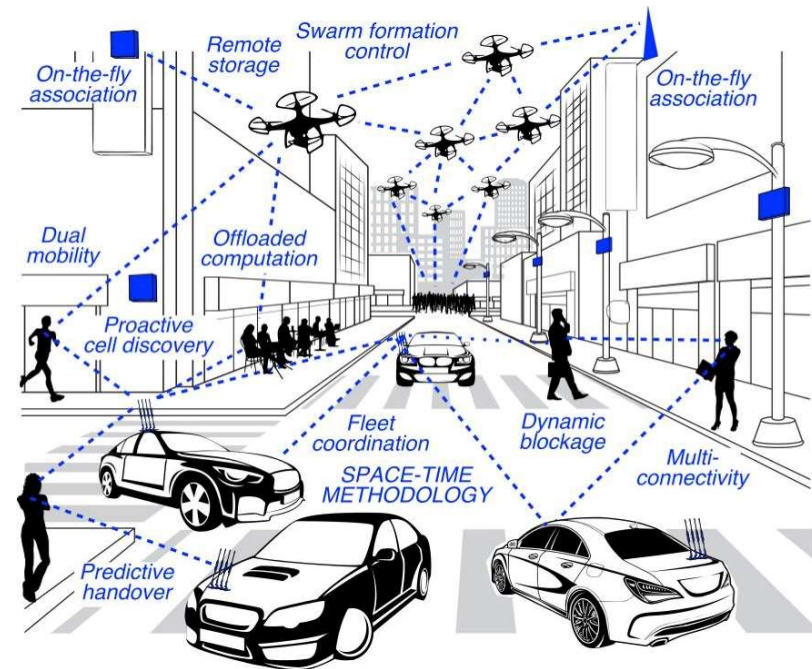 Swarm formation
control
Remote
storage
On-the-fly
association
On-the-fly
association
Dual
mobility
Offloaded
computation
Proactive
cell discovery
Fleet
coordination
Dynamic
blockage
Multi-
connectivity
SPACE-TIME
METHODOLOGY
Predictive
handover